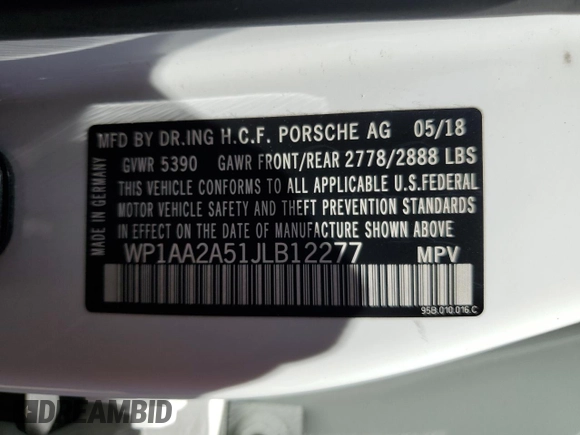 MFD BY DR.ING H.C.F. PORSCHE AG 05/18
GVWR 5390 GAWR FRONT/REAR 2778/2888 LBS
THIS VEHICLE CONFORMS TO ALL APPLICABLE U.S.FEDERAL
MOTOR VEHICLE SAFETY AND THEFT PREVENTION STANDARDS
IN EFFECT ON THE DATE OF MANUFACTURE SHOWN ABOVE.
WP1AA2A51JLB12277 MPV
MADE IN GERMANY
95B.010.016.C
DREAMBID